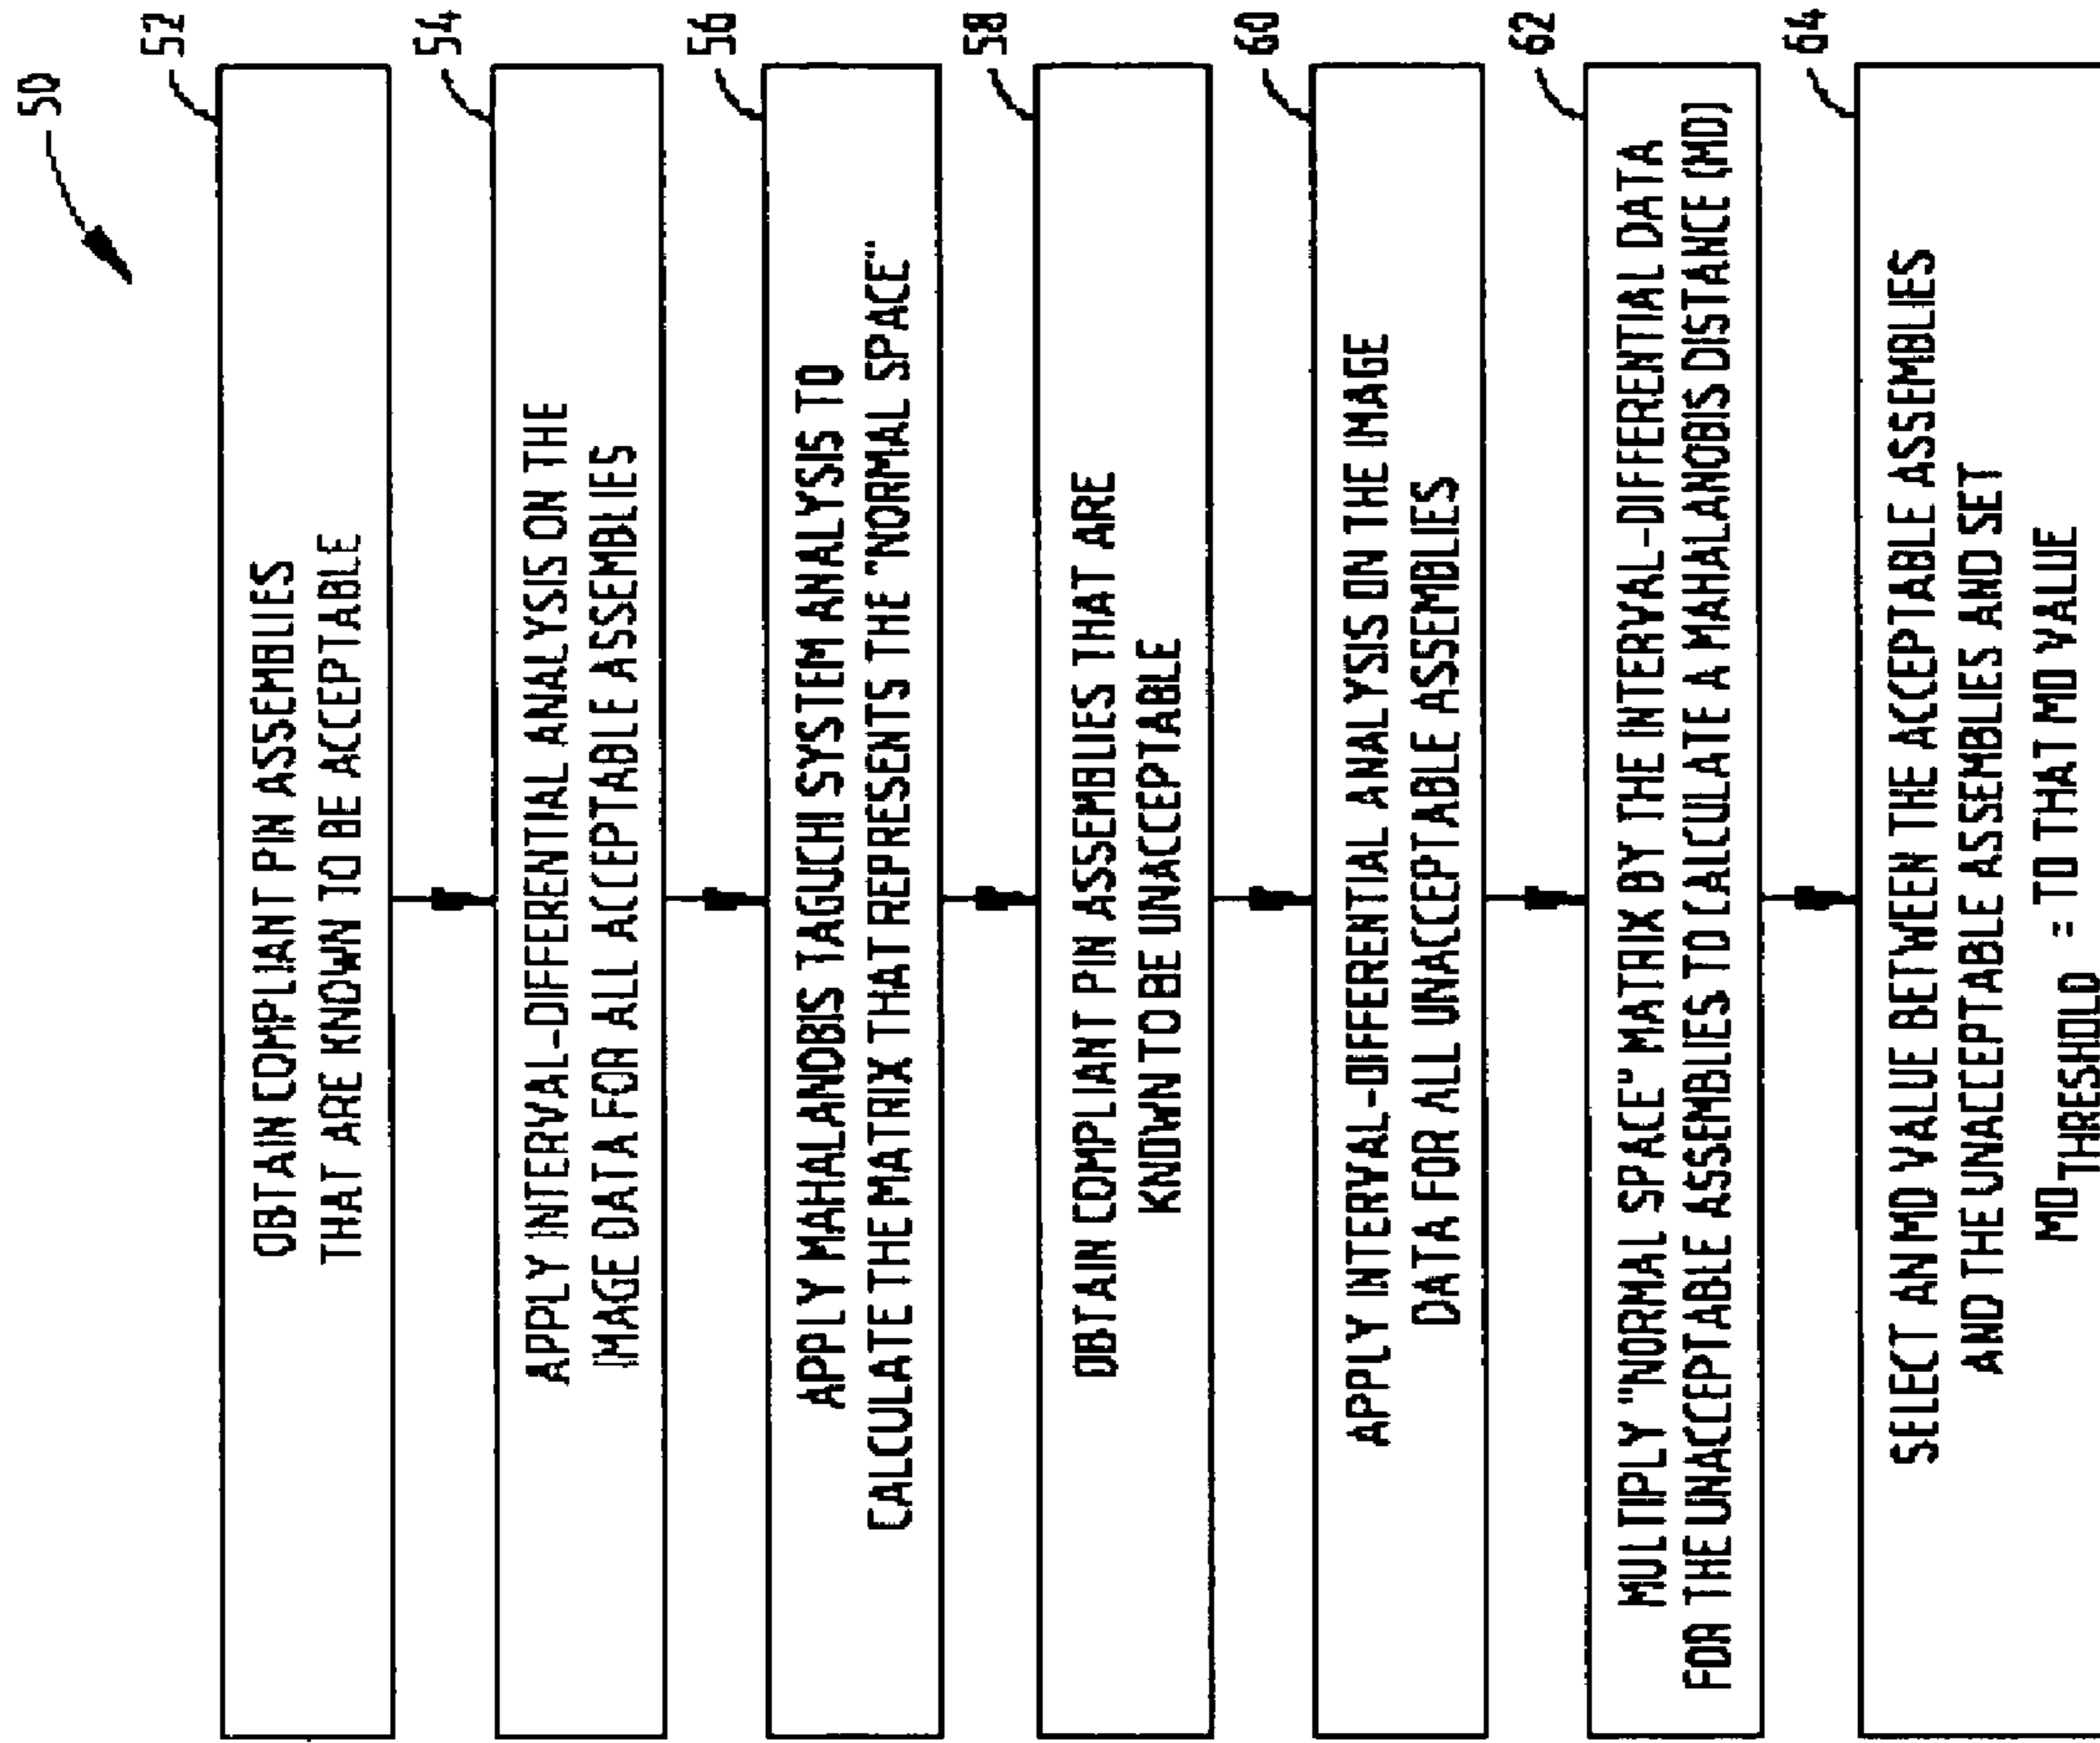 50
52
OBTAIN COMPLIANT PIN ASSEMBLIES
THAT ARE KNOWN TO BE ACCEPTABLE
54
APPLY INTERVAL-DIFFERENTIAL ANALYSIS ON THE
IMAGE DATA FOR ALL ACCEPTABLE ASSEMBLIES
56
APPLY MAHALANOBIS TAGUCHI SYSTEM ANALYSIS TO
CALCULATE THE MATRIX THAT REPRESENTS THE "NORMAL SPACE"
58
OBTAIN COMPLIANT PIN ASSEMBLIES THAT ARE
KNOWN TO BE UNACCEPTABLE
60
APPLY INTERVAL-DIFFERENTIAL ANALYSIS ON THE IMAGE
DATA FOR ALL UNACCEPTABLE ASSEMBLIES
62
MULTIPLY "NORMAL SPACE" MATRIX BY THE INTERVAL-DIFFERENTIAL DATA
FOR THE UNACCEPTABLE ASSEMBLIES TO CALCULATE A MAHALANOBIS DISTANCE (MD)
64
SELECT AN MD VALUE BETWEEN THE ACCEPTABLE ASSEMBLIES
AND THE UNACCEPTABLE ASSEMBLIES AND SET
MD THRESHOLD = TO THAT MD VALUE